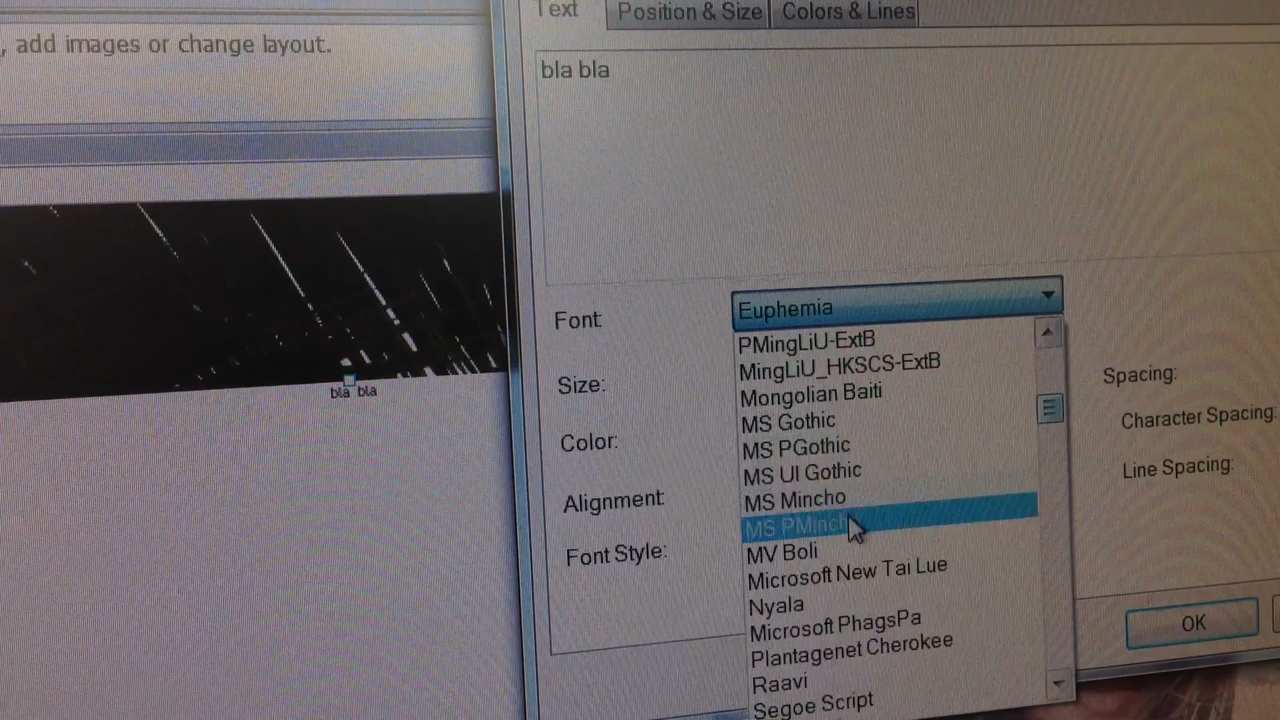 Text
Position & Size
Colors & Lines
, add images or change layout.
bla bla
bla bla
Font:
Euphemia
PMingLiU-ExtB
MingLiU_HKSCS-ExtB
Mongolian Baiti
MS Gothic
MS PGothic
MS UI Gothic
MS Mincho
MS PMinch
MV Boli
Microsoft New Tai Lue
Nyala
Microsoft PhagsPa
Plantagenet Cherokee
Raavi
Segoe Script
Size:
Color:
Alignment:
Font Style:
Spacing:
Character Spacing:
Line Spacing:
OK